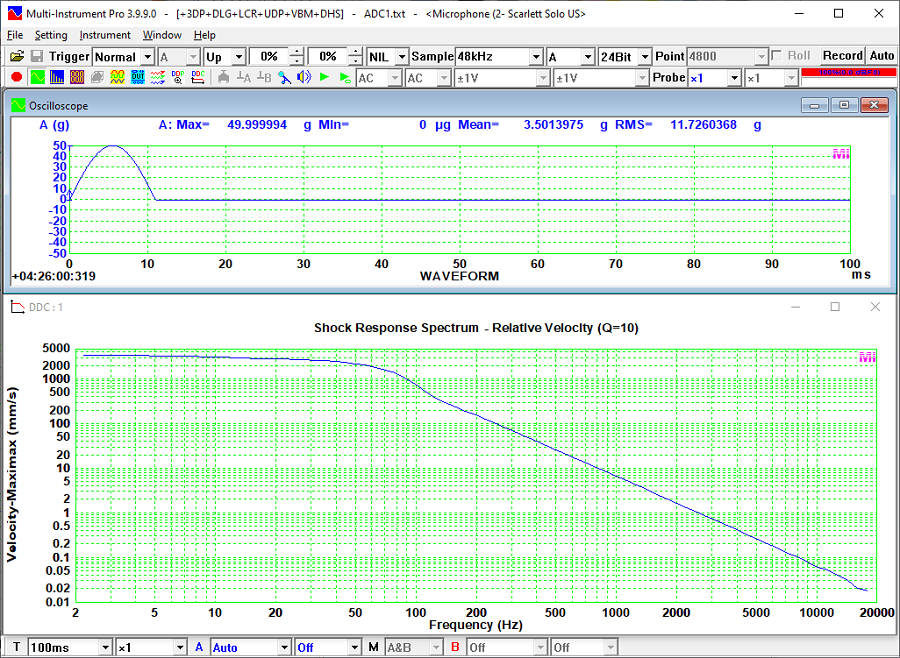 Multi-Instrument Pro 3.9.9.0 - [+3DP+DLG+LCR+UDP+VBM+DHS] - ADC1.txt - <Microphone (2- Scarlett Solo US>
File Setting Instrument Window Help
Trigger Normal A Up 0% 0% NIL Sample 48kHz A 24Bit Point 4800 Roll Record Auto
AC AC ±1V ±1V Probe ×1 ×1
Oscilloscope
A (g) A: Max= 49.999994 g Min= 0 µg Mean= 3.5013975 g RMS= 11.7260368 g
50
40
30
20
10
0
-10
-20
-30
-40
-50
Mi
0 10 20 30 40 50 60 70 80 90 100
+04:26:00:319 WAVEFORM ms
DDC : 1
Shock Response Spectrum - Relative Velocity (Q=10)
Velocity-Maximax (mm/s)
5000
2000
1000
500
200
100
50
20
10
5
2
1
0.5
0.2
0.1
0.05
0.02
0.01
Mi
2 5 10 20 50 100 200 500 1000 2000 5000 10000 20000
Frequency (Hz)
T 100ms ×1 A Auto Off M A&B B Off Off